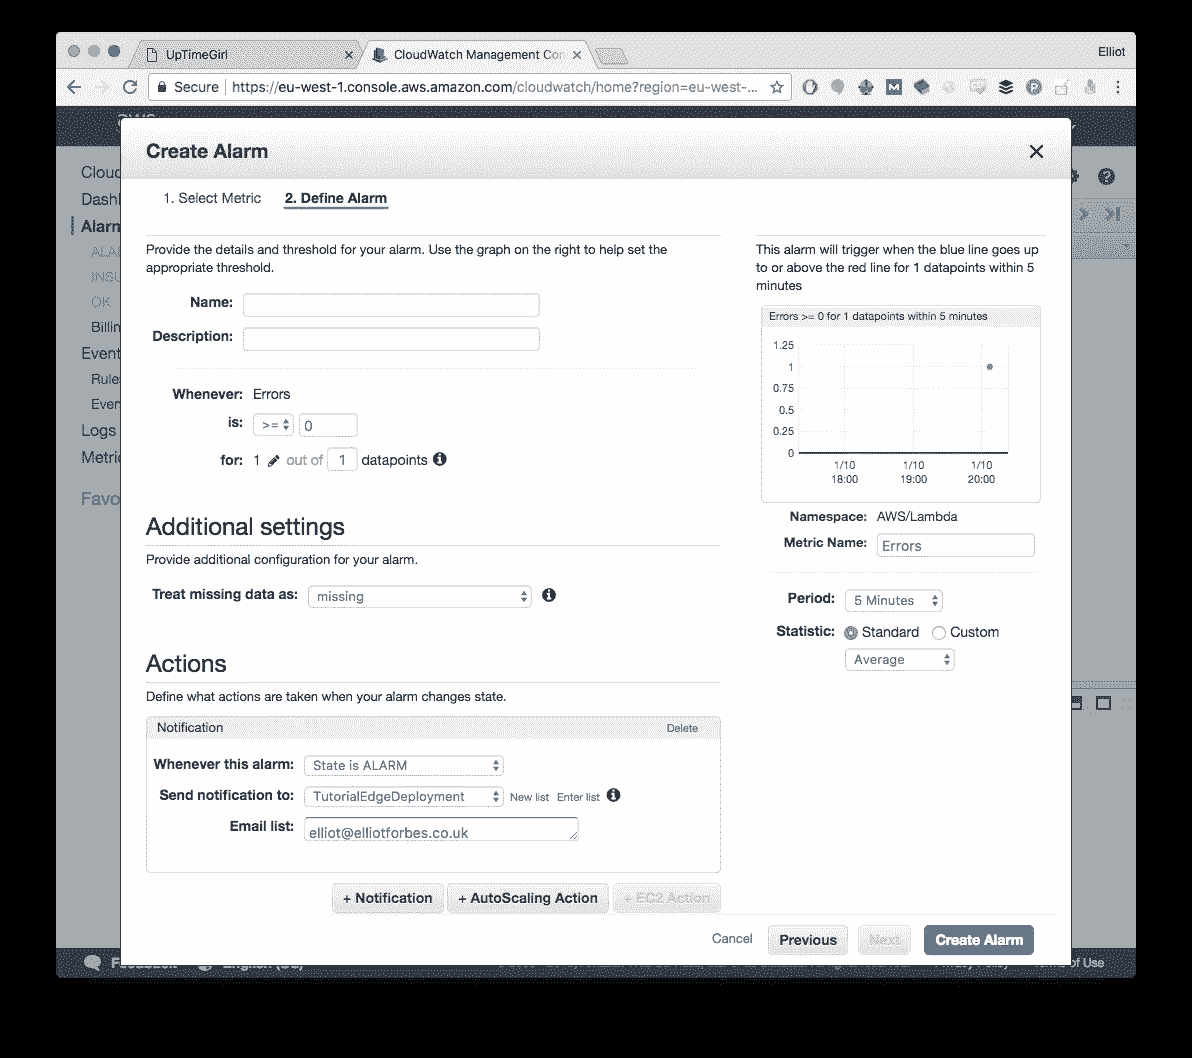 UpTimeGirl
CloudWatch Management Con
Elliot
Secure
https://eu-west-1.console.aws.amazon.com/cloudwatch/home?region=eu-west-...
Create Alarm
1. Select Metric
2. Define Alarm
Cloud
Dash
Alarm
ALA
INSU
OK
Billin
Event
Rules
Even
Logs
Metric
Favo
Provide the details and threshold for your alarm. Use the graph on the right to help set the
appropriate threshold.
Name:
Description:
Whenever: Errors
is: >= 0
for: 1 out of 1 datapoints
Additional settings
Provide additional configuration for your alarm.
Treat missing data as: missing
Actions
Define what actions are taken when your alarm changes state.
Notification
Delete
Whenever this alarm: State is ALARM
Send notification to: TutorialEdgeDeployment New list Enter list
Email list: elliot@elliotforbes.co.uk
+ Notification
+ AutoScaling Action
+ EC2 Action
This alarm will trigger when the blue line goes up
to or above the red line for 1 datapoints within 5
minutes
Errors >= 0 for 1 datapoints within 5 minutes
1.25
1
0.75
0.5
0.25
0
1/10 1/10 1/10
18:00 19:00 20:00
Namespace: AWS/Lambda
Metric Name: Errors
Period: 5 Minutes
Statistic: Standard Custom
Average
Cancel
Previous
Next
Create Alarm
of Use